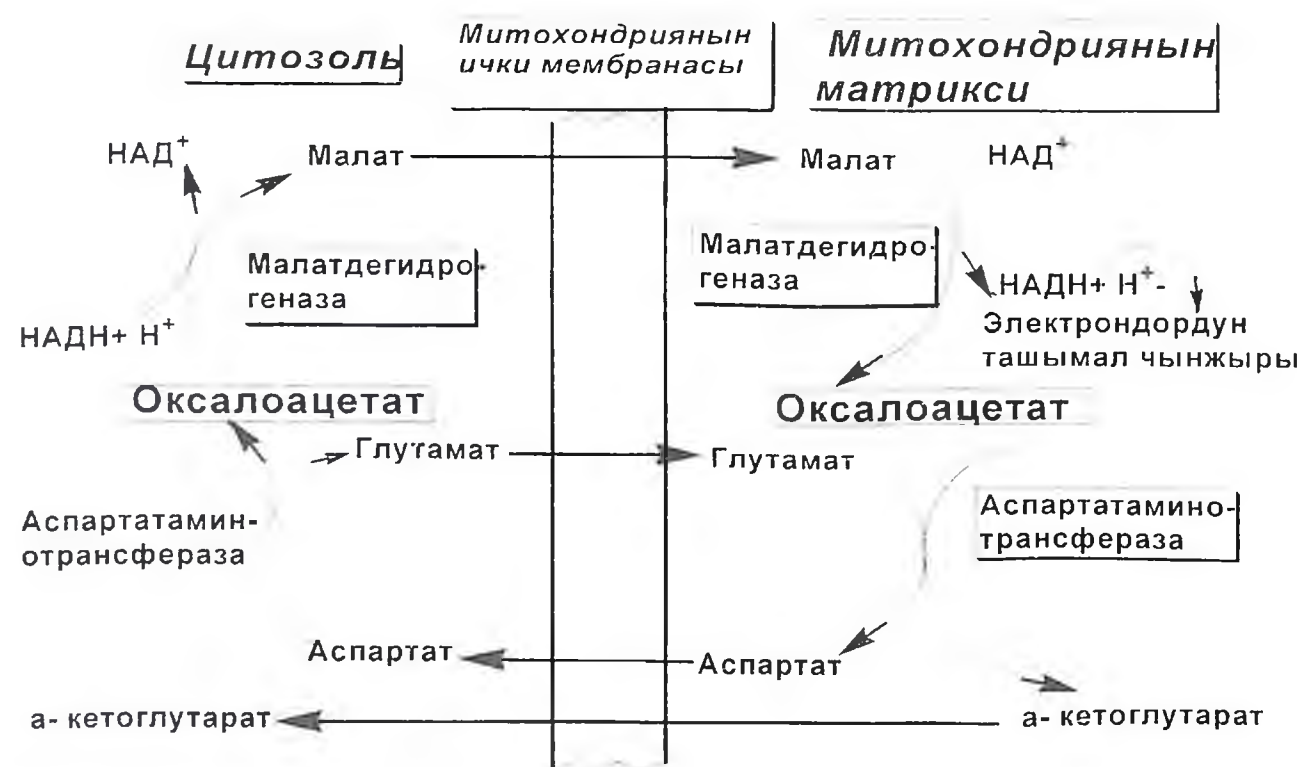 Цитозоль
Митохондриянын
ички мембранасы
Митохондриянын
матрикси
НАД⁺
Малат
Малат
НАД⁺
Малатдегидро-
геназа
Малатдегидро-
геназа
НАДН+ Н⁺
НАДН+ Н⁺-
Электрондордун
ташымал чынжыры
Оксалоацетат
Оксалоацетат
Глутамат
Глутамат
Аспартатамин-
отрансфераза
Аспартатамино-
трансфераза
Аспартат
Аспартат
а- кетоглутарат
а- кетоглутарат